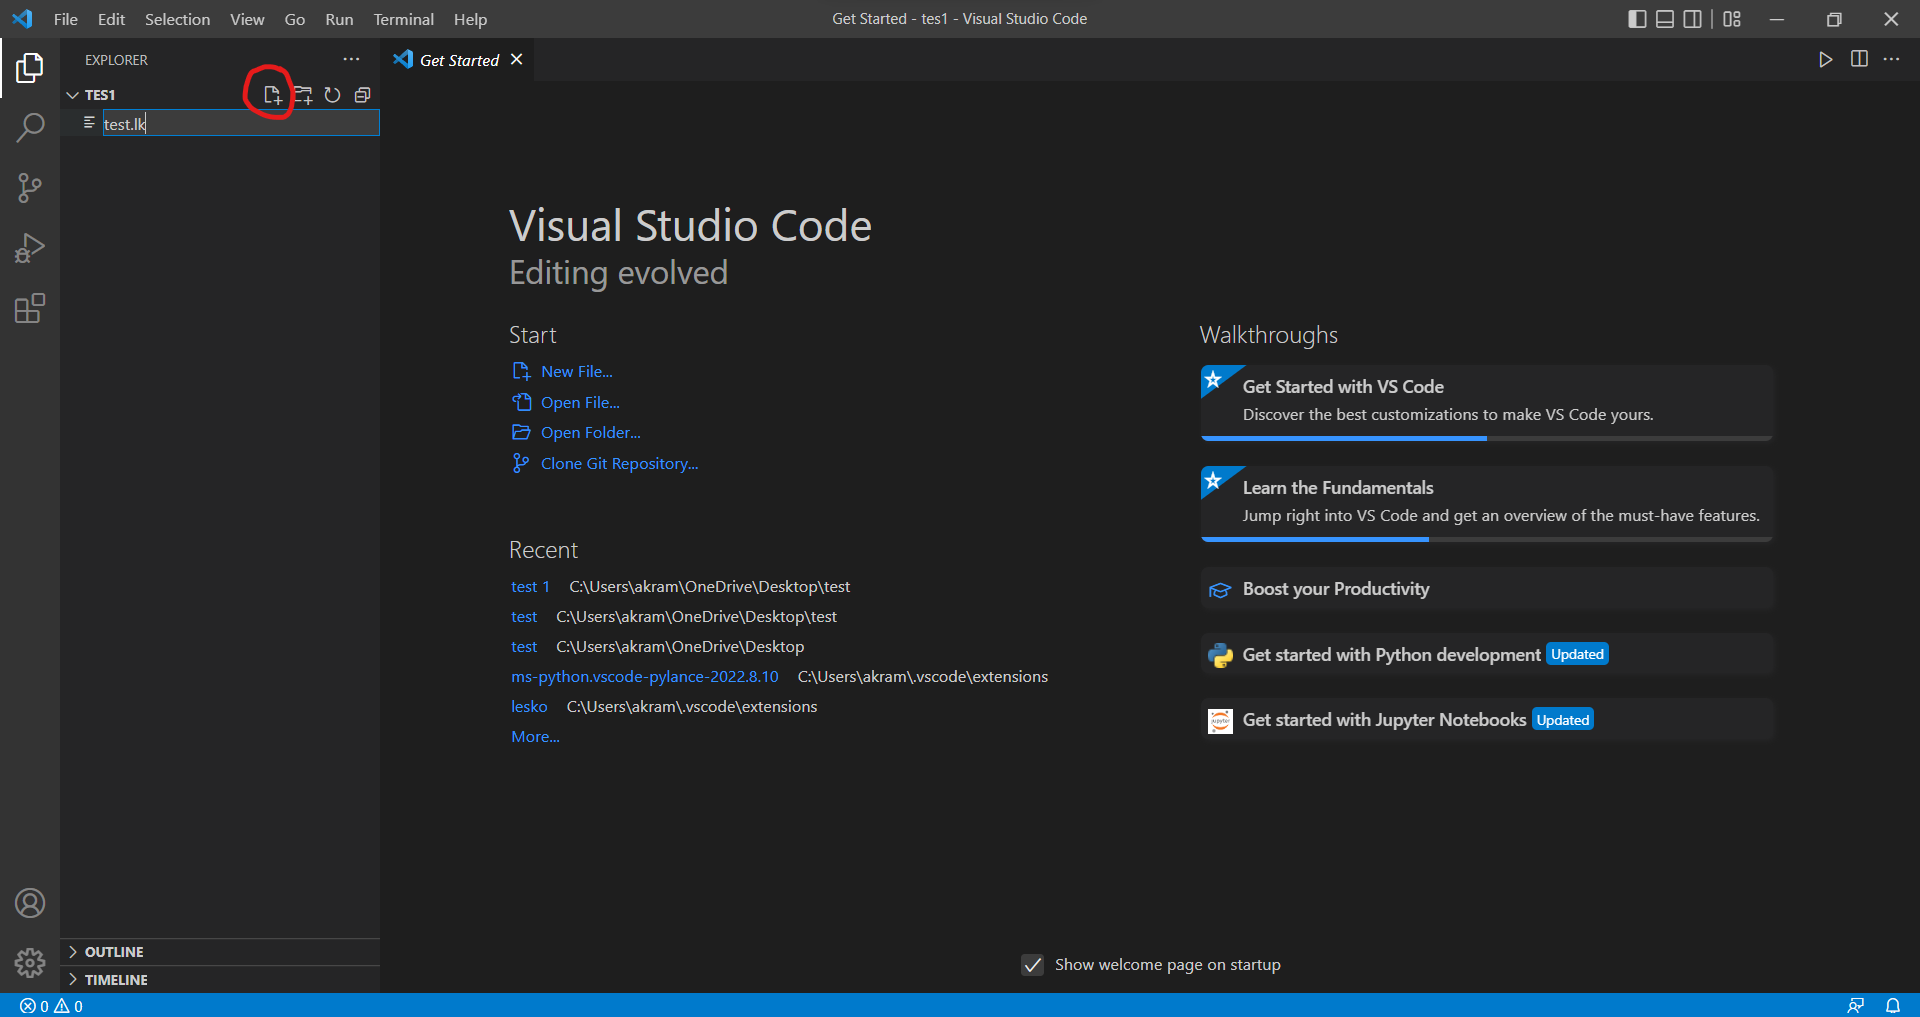 File Edit Selection View Go Run Terminal Help
Get Started - tes1 - Visual Studio Code
EXPLORER
Get Started
TES1
test.lk
Visual Studio Code
Editing evolved
Start
New File...
Open File...
Open Folder...
Clone Git Repository...
Recent
test 1 C:\Users\akram\OneDrive\Desktop\test
test C:\Users\akram\OneDrive\Desktop\test
test C:\Users\akram\OneDrive\Desktop
ms-python.vscode-pylance-2022.8.10 C:\Users\akram\.vscode\extensions
lesko C:\Users\akram\.vscode\extensions
More...
Walkthroughs
Get Started with VS Code
Discover the best customizations to make VS Code yours.
Learn the Fundamentals
Jump right into VS Code and get an overview of the must-have features.
Boost your Productivity
Get started with Python development Updated
jupyter
Get started with Jupyter Notebooks Updated
Show welcome page on startup
OUTLINE
TIMELINE
0 0